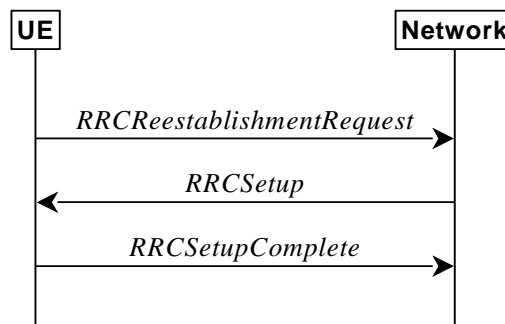 UE
Network
RRCReestablishmentRequest
RRCSetup
RRCSetupComplete